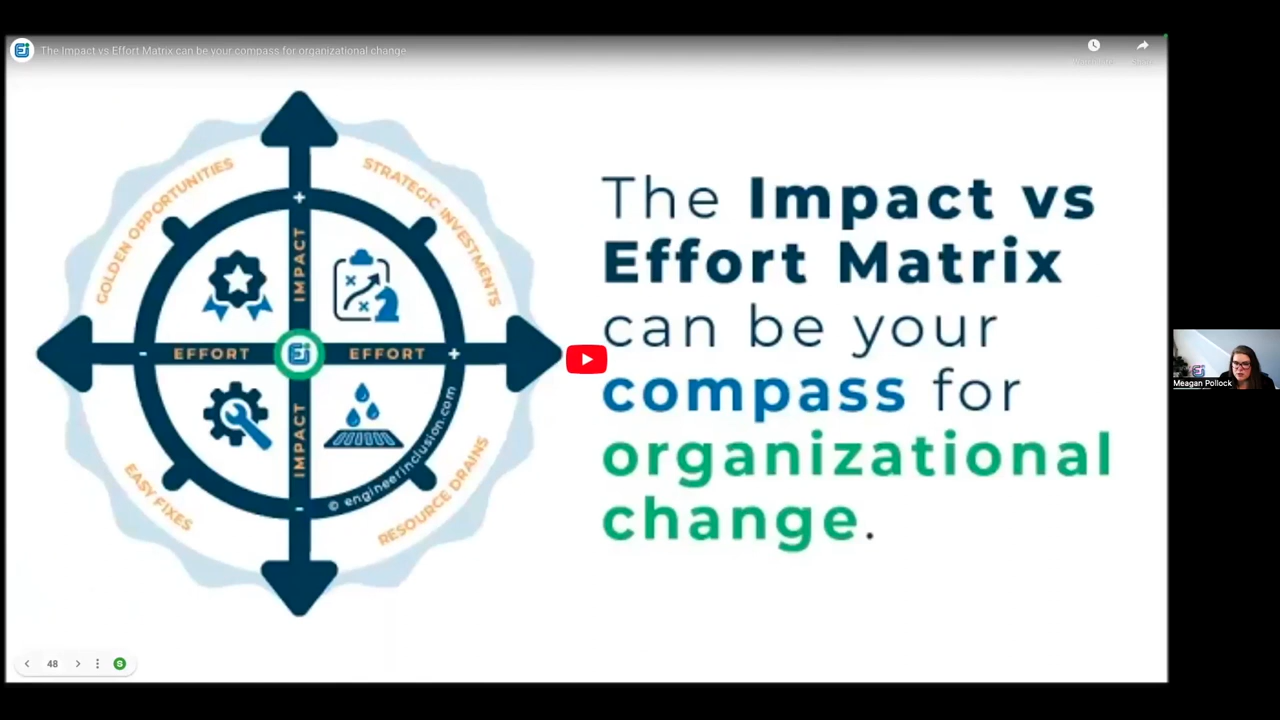 The Impact vs Effort Matrix can be your compass for organizational change
GOLDEN OPPORTUNITIES
STRATEGIC INVESTMENTS
+
IMPACT
- EFFORT EFFORT +
IMPACT
-
EASY FIXES
RESOURCE DRAINS
© engineerinclusion.com
The Impact vs
Effort Matrix
can be your
compass for
organizational
change.
Meagan Pollock
48